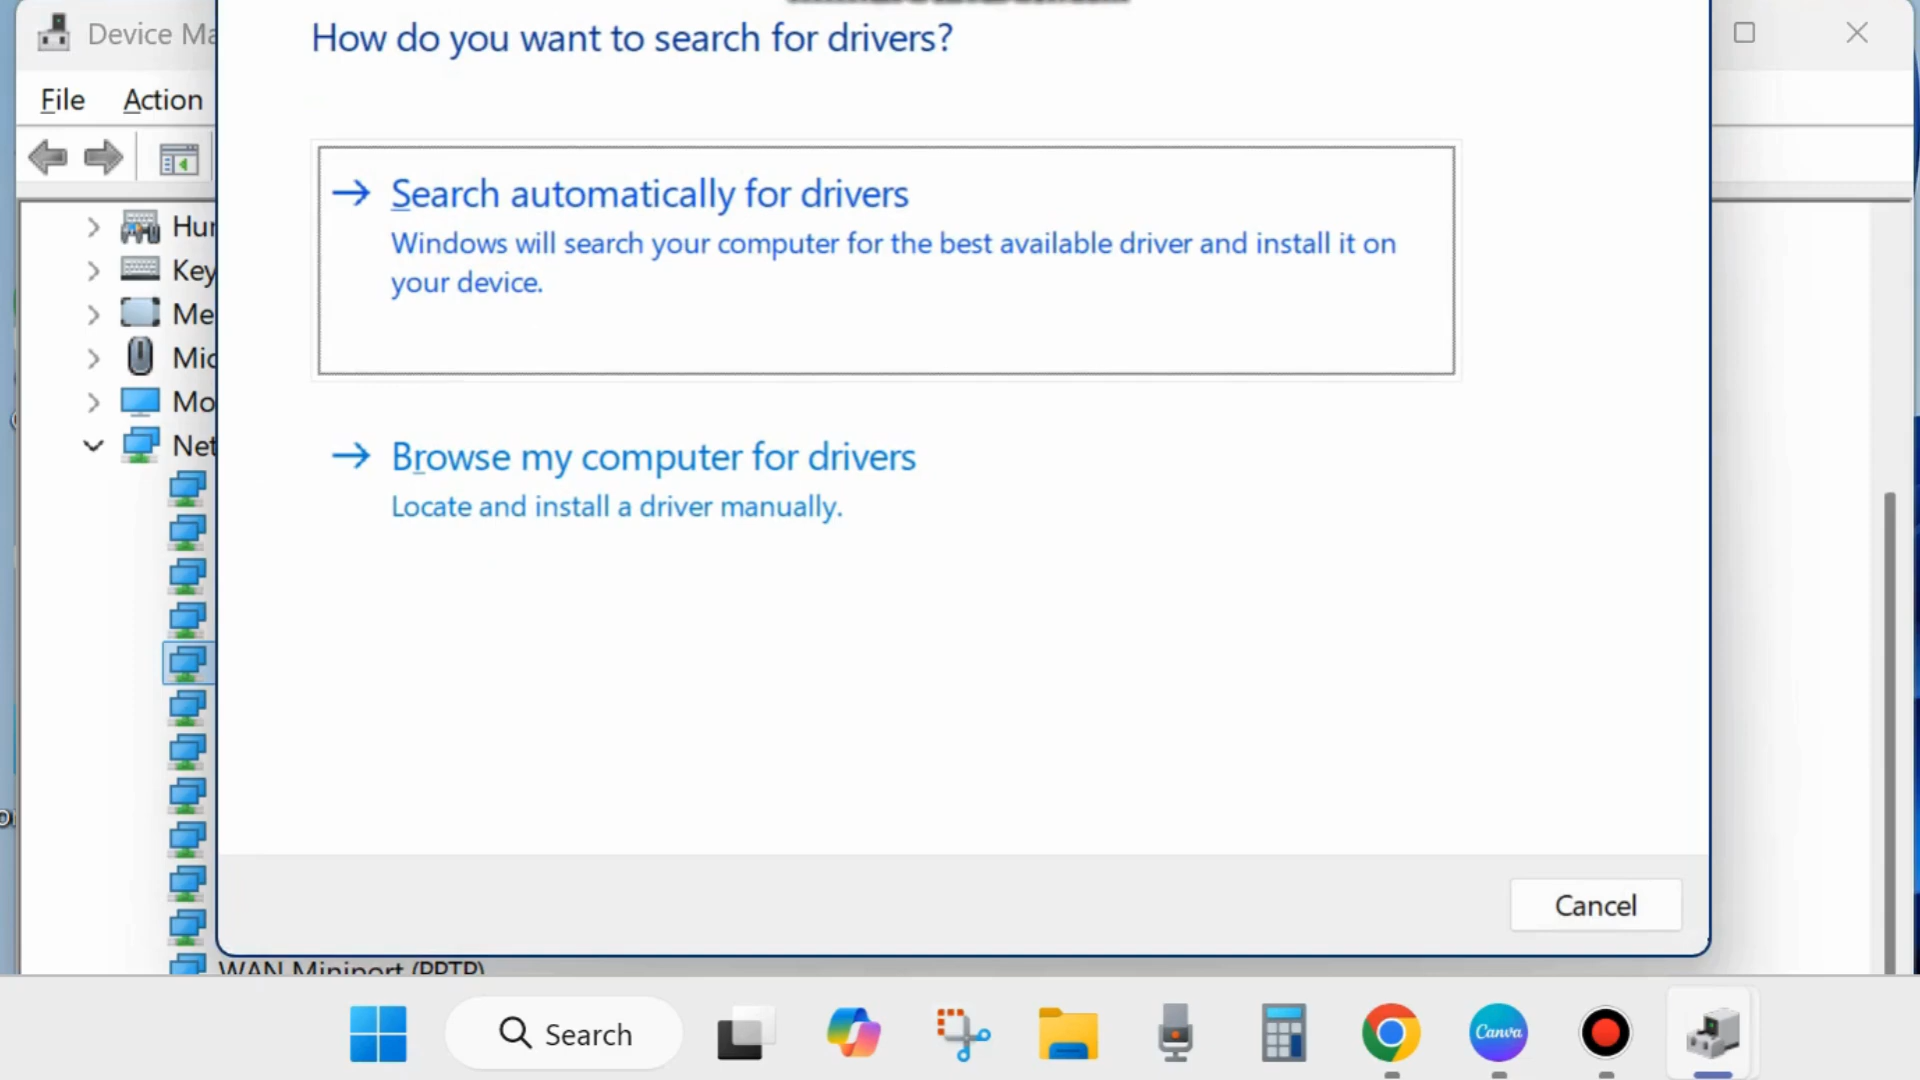 Device Ma
How do you want to search for drivers?
File Action
Search automatically for drivers
Windows will search your computer for the best available driver and install it on
your device.
Hur
Key
Me
Mic
Mo
Net
Browse my computer for drivers
Locate and install a driver manually.
Cancel
WAN Miniport (PPTP)
Search
Canva